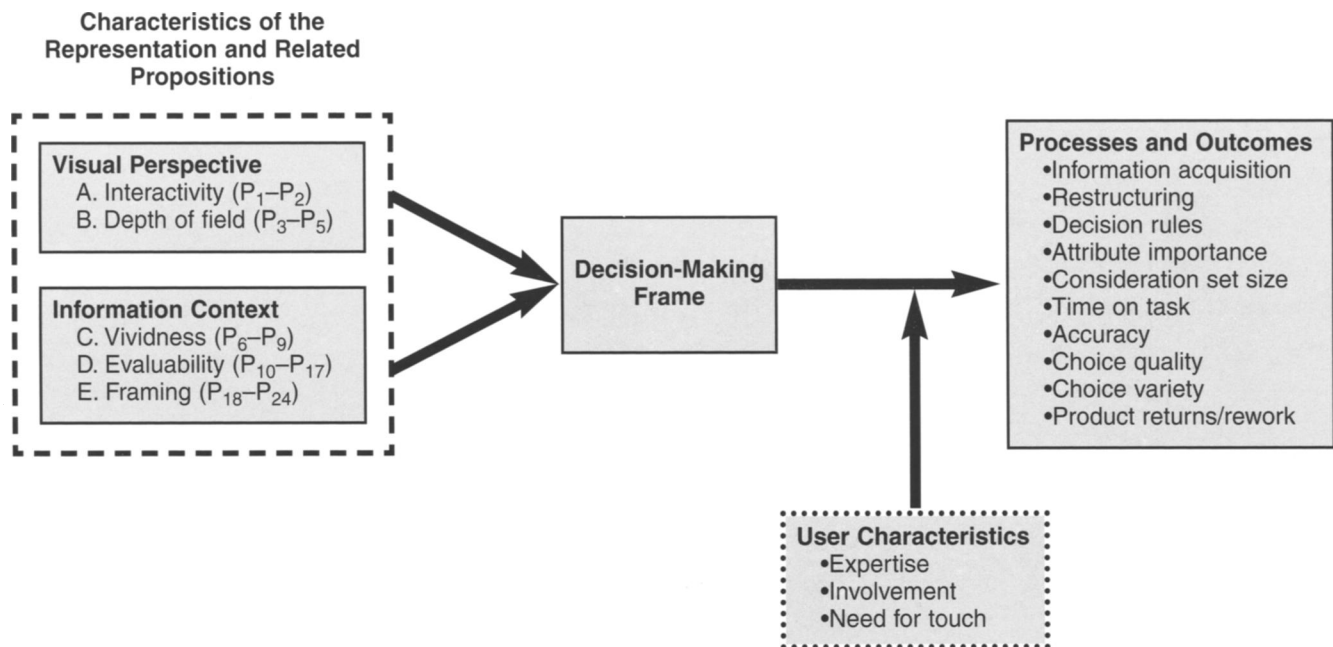 Characteristics of the
Representation and Related
Propositions
Visual Perspective
A. Interactivity (P₁–P₂)
B. Depth of field (P₃–P₅)
Information Context
C. Vividness (P₆–P₉)
D. Evaluability (P₁₀–P₁₇)
E. Framing (P₁₈–P₂₄)
Decision-Making
Frame
Processes and Outcomes
•Information acquisition
•Restructuring
•Decision rules
•Attribute importance
•Consideration set size
•Time on task
•Accuracy
•Choice quality
•Choice variety
•Product returns/rework
User Characteristics
•Expertise
•Involvement
•Need for touch